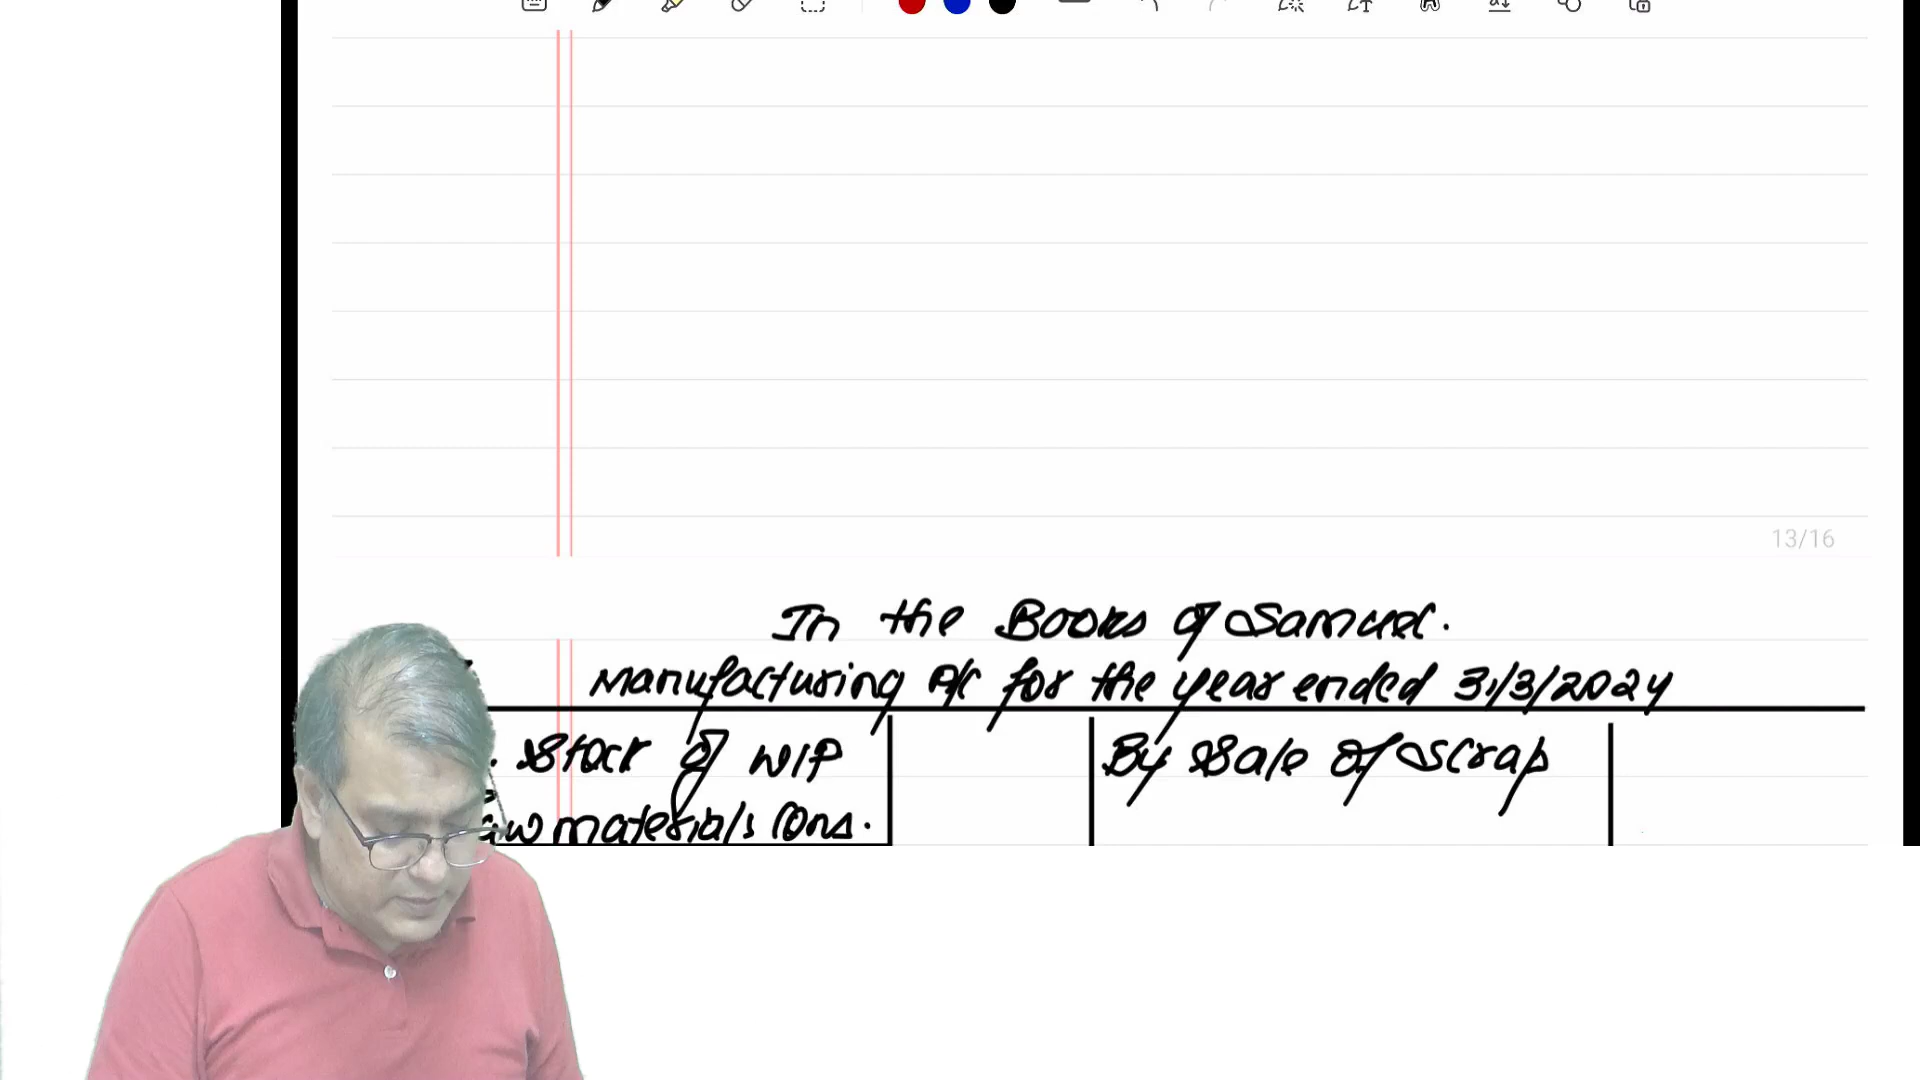 13/16
In the Books of Samuel.
Manufacturing A/c for the year ended 31/3/2024
. Stock of WIP
By Sale of Scrap
materials Cons.